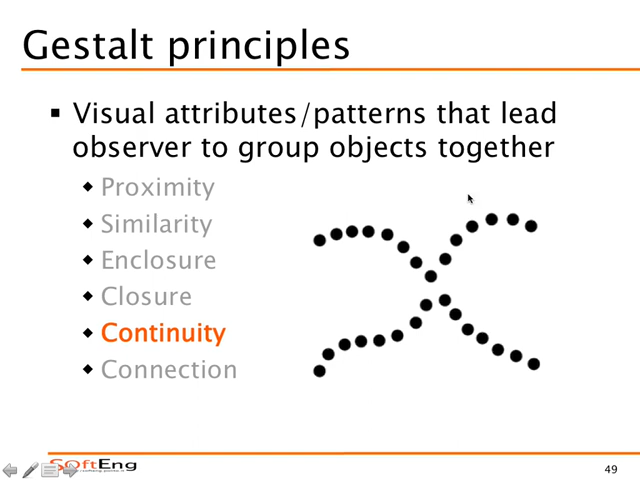 Gestalt principles
▪ Visual attributes/patterns that lead
observer to group objects together
◆ Proximity
◆ Similarity
◆ Enclosure
◆ Closure
◆ Continuity
◆ Connection
SOftEng
49